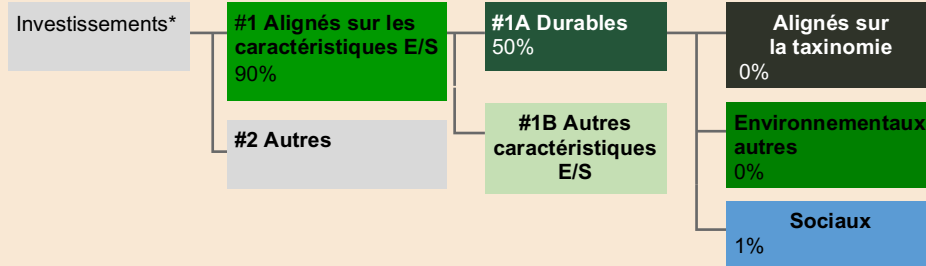 Investissements*
#1 Alignés sur les
caractéristiques E/S
90%
#2 Autres
#1A Durables
50%
#1B Autres
caractéristiques
E/S
Alignés sur
la taxinomie
0%
Environnementaux
autres
0%
Sociaux
1%